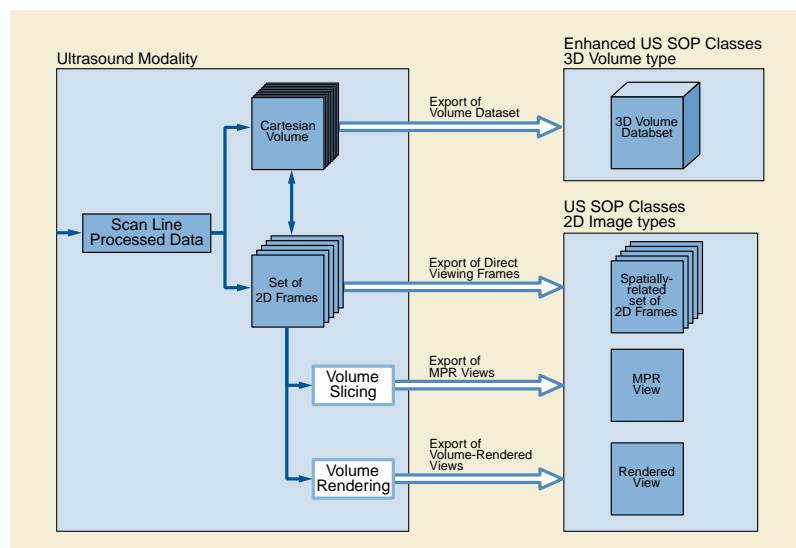 Ultrasound Modality
Enhanced US SOP Classes
3D Volume type
Cartesian
Volume
Export of
Volume Dataset
3D Volume
Databset
Scan Line
Processed Data
US SOP Classes
2D Image types
Set of
2D Frames
Export of Direct
Viewing Frames
Spatially-
related
set of
2D Frames
Volume
Slicing
Export of
MPR Views
MPR
View
Volume
Rendering
Export of
Volume-Rendered
Views
Rendered
View